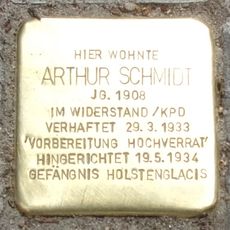 HIER WOHNTE
ARTHUR SCHMIDT
JG. 1908
IM WIDERSTAND / KPD
VERHAFTET 29.3.1933
'VORBEREITUNG HOCHVERRAT'
HINGERICHTET 19.5.1934
GEFÄNGNIS HOLSTENGLACIS